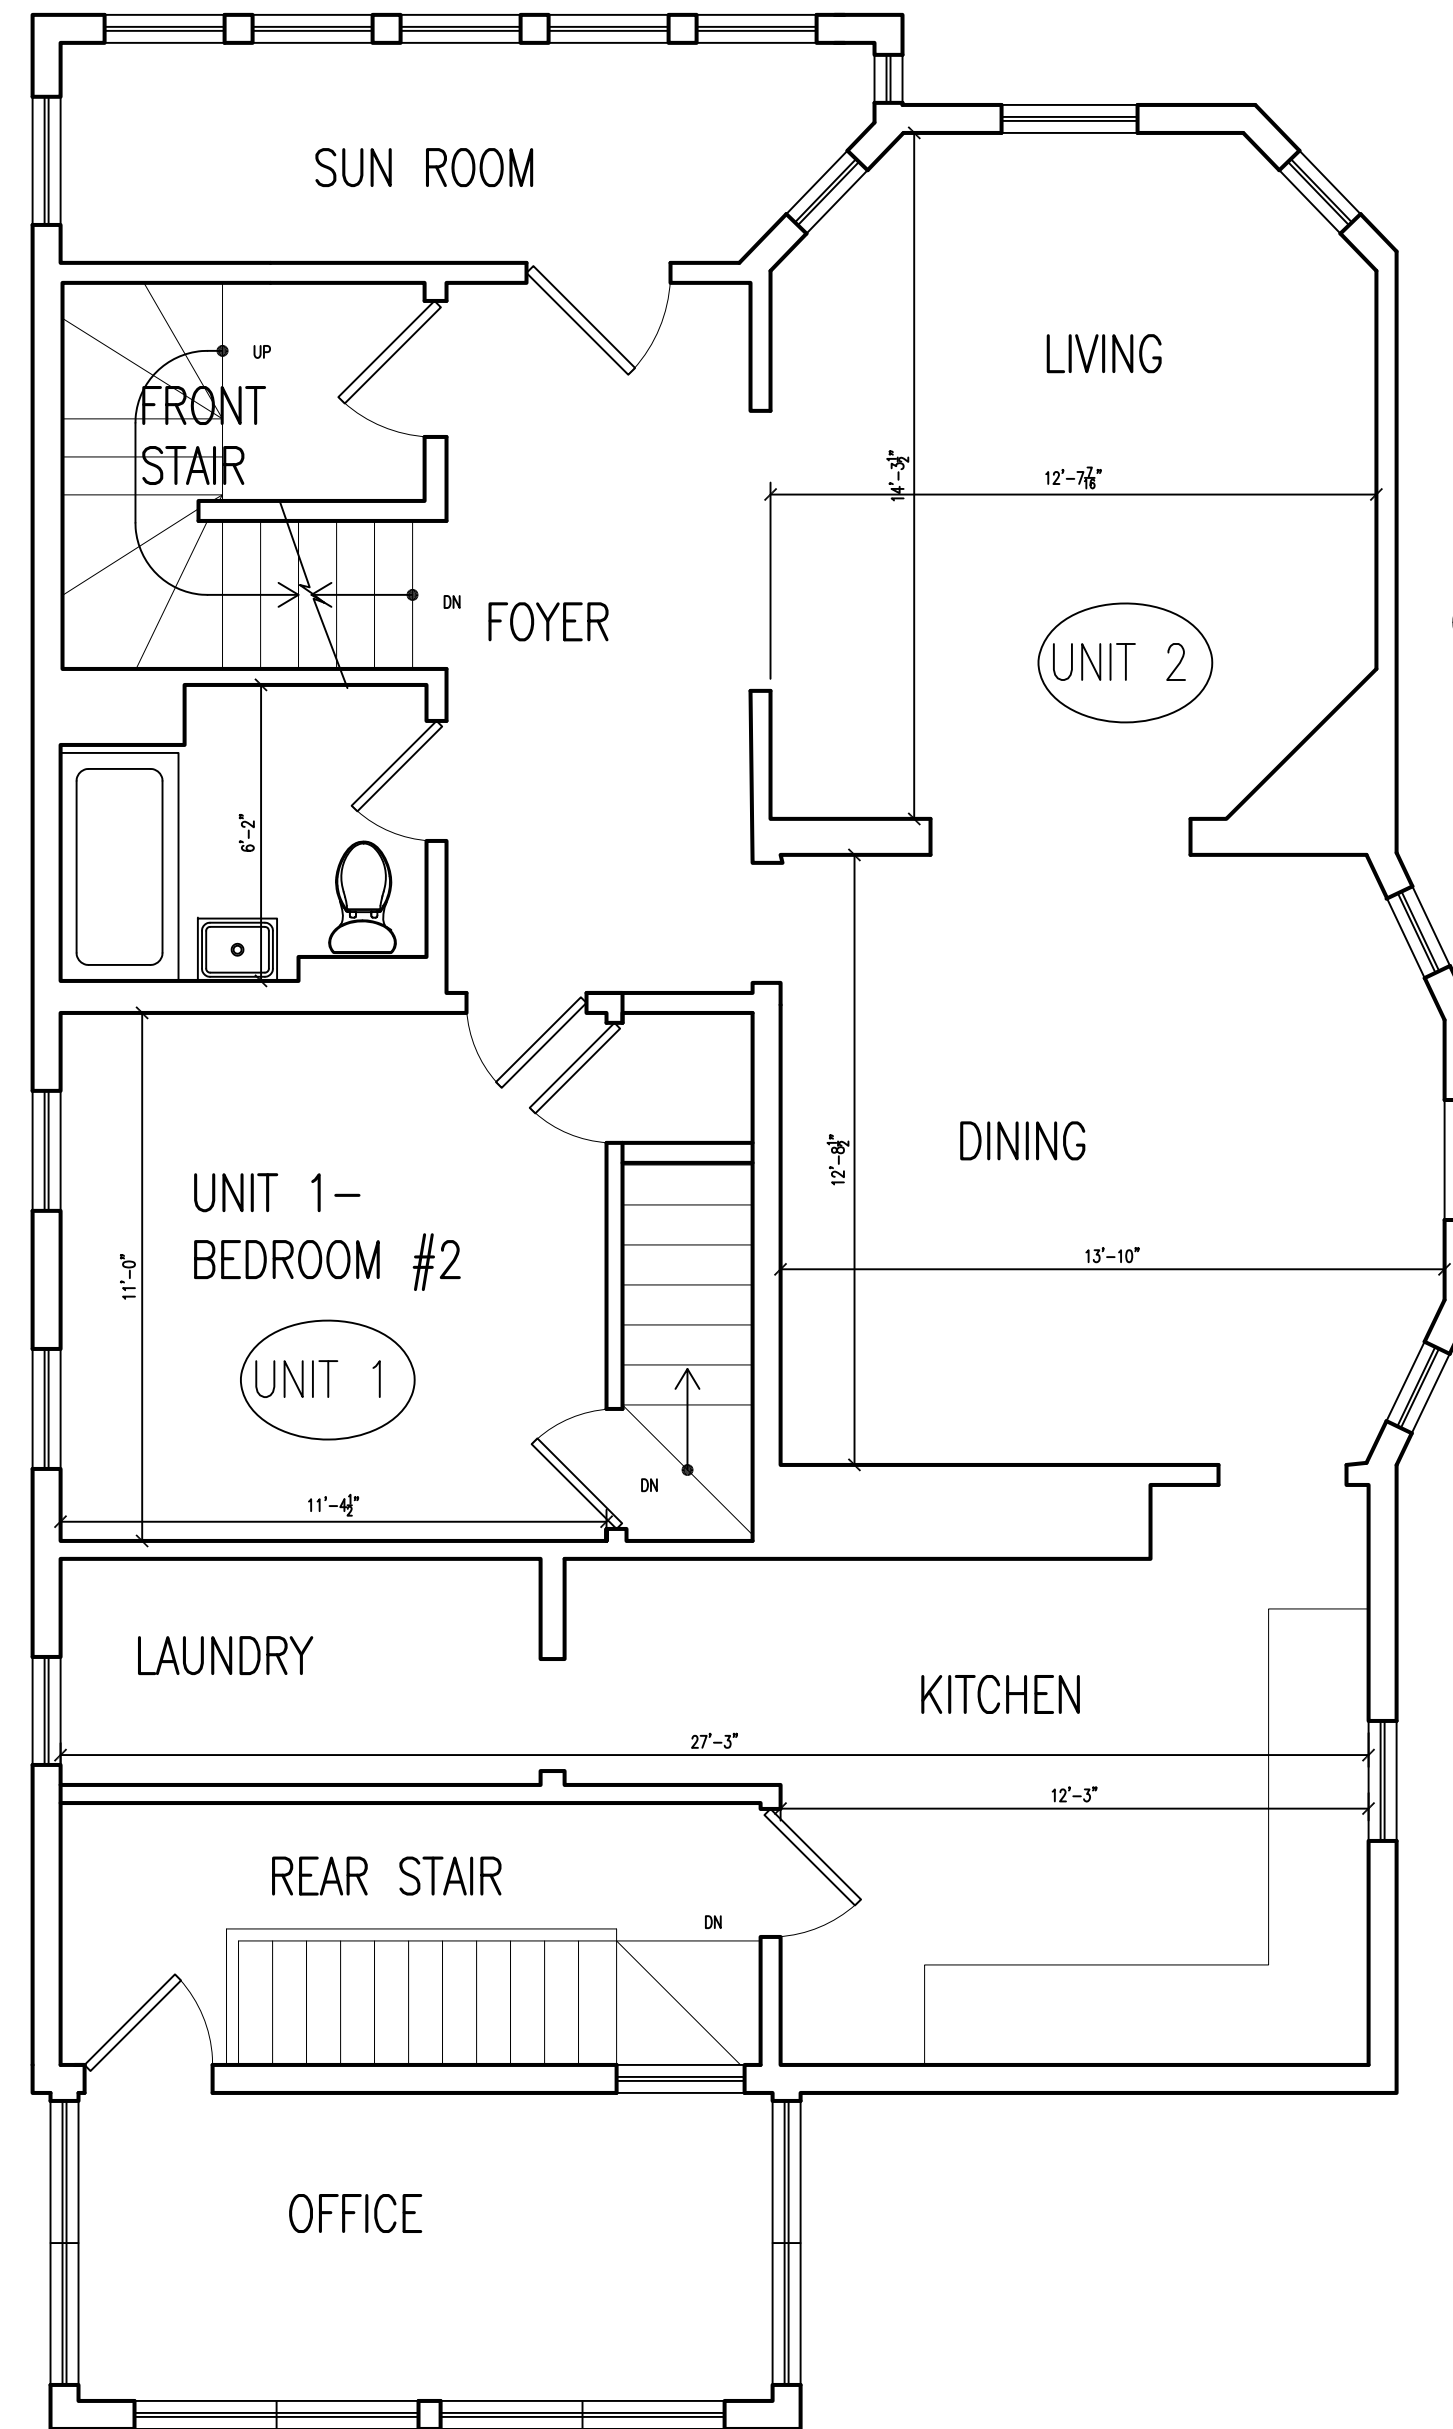 SUN ROOM
UP
FRONT
STAIR
LIVING
14'-3½"
12'-7 7/16"
DN
FOYER
UNIT 2
6'-2"
DINING
12'-8½"
UNIT 1-
BEDROOM #2
11'-0"
13'-10"
UNIT 1
DN
11'-4½"
LAUNDRY
KITCHEN
27'-3"
12'-3"
REAR STAIR
DN
OFFICE